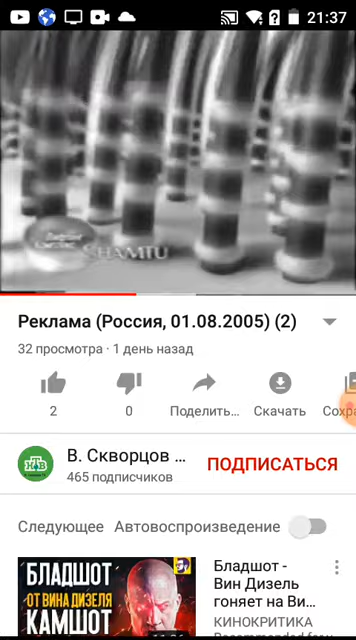 21:37
SHAMTU
Реклама (Россия, 01.08.2005) (2)
32 просмотра · 1 день назад
2
0
Поделить…
Скачать
Сохра
НТВ
В. Скворцов …
465 подписчиков
ПОДПИСАТЬСЯ
Следующее
Автовоспроизведение
БЛАДШОТ
ОТ ВИНА ДИЗЕЛЯ
КАМШОТ
Бладшот -
Вин Дизель
гоняет на Ви…
КИНОКРИТИКА